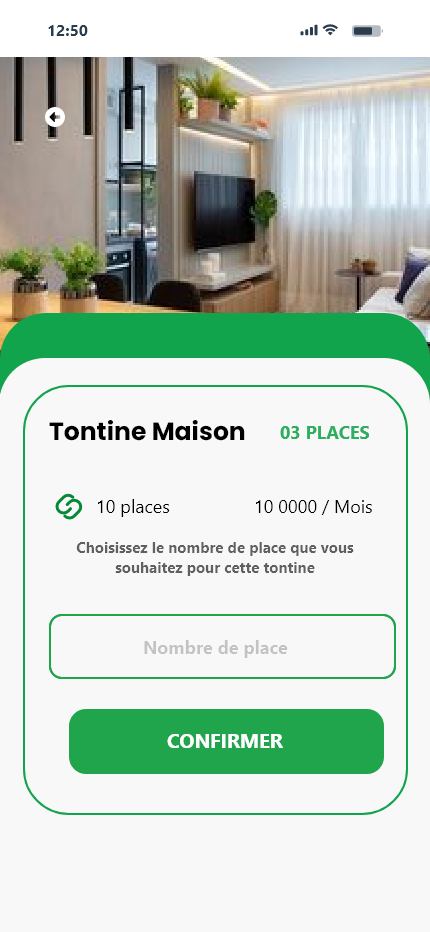 12:50
Tontine Maison 03 PLACES
10 places 10 0000 / Mois
Choisissez le nombre de place que vous
souhaitez pour cette tontine
Nombre de place
CONFIRMER